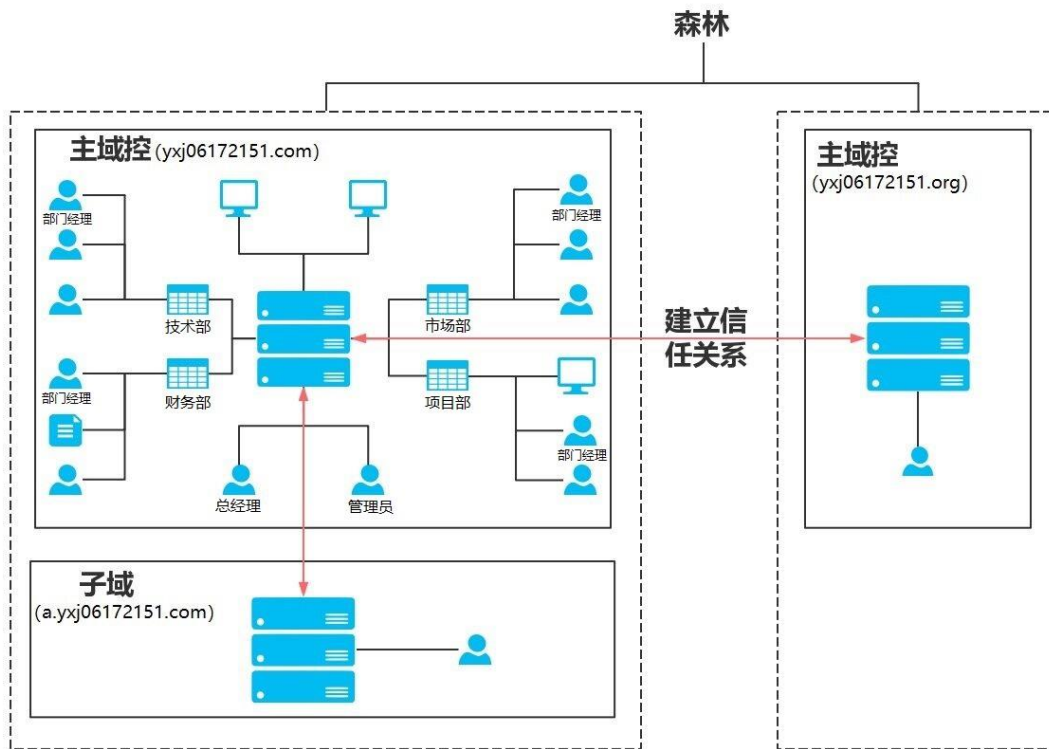 森林
主域控(yxj06172151.com)
部门经理
技术部
部门经理
财务部
部门经理
市场部
项目部
部门经理
总经理
管理员
建立信
任关系
主域控
(yxj06172151.org)
子域
(a.yxj06172151.com)